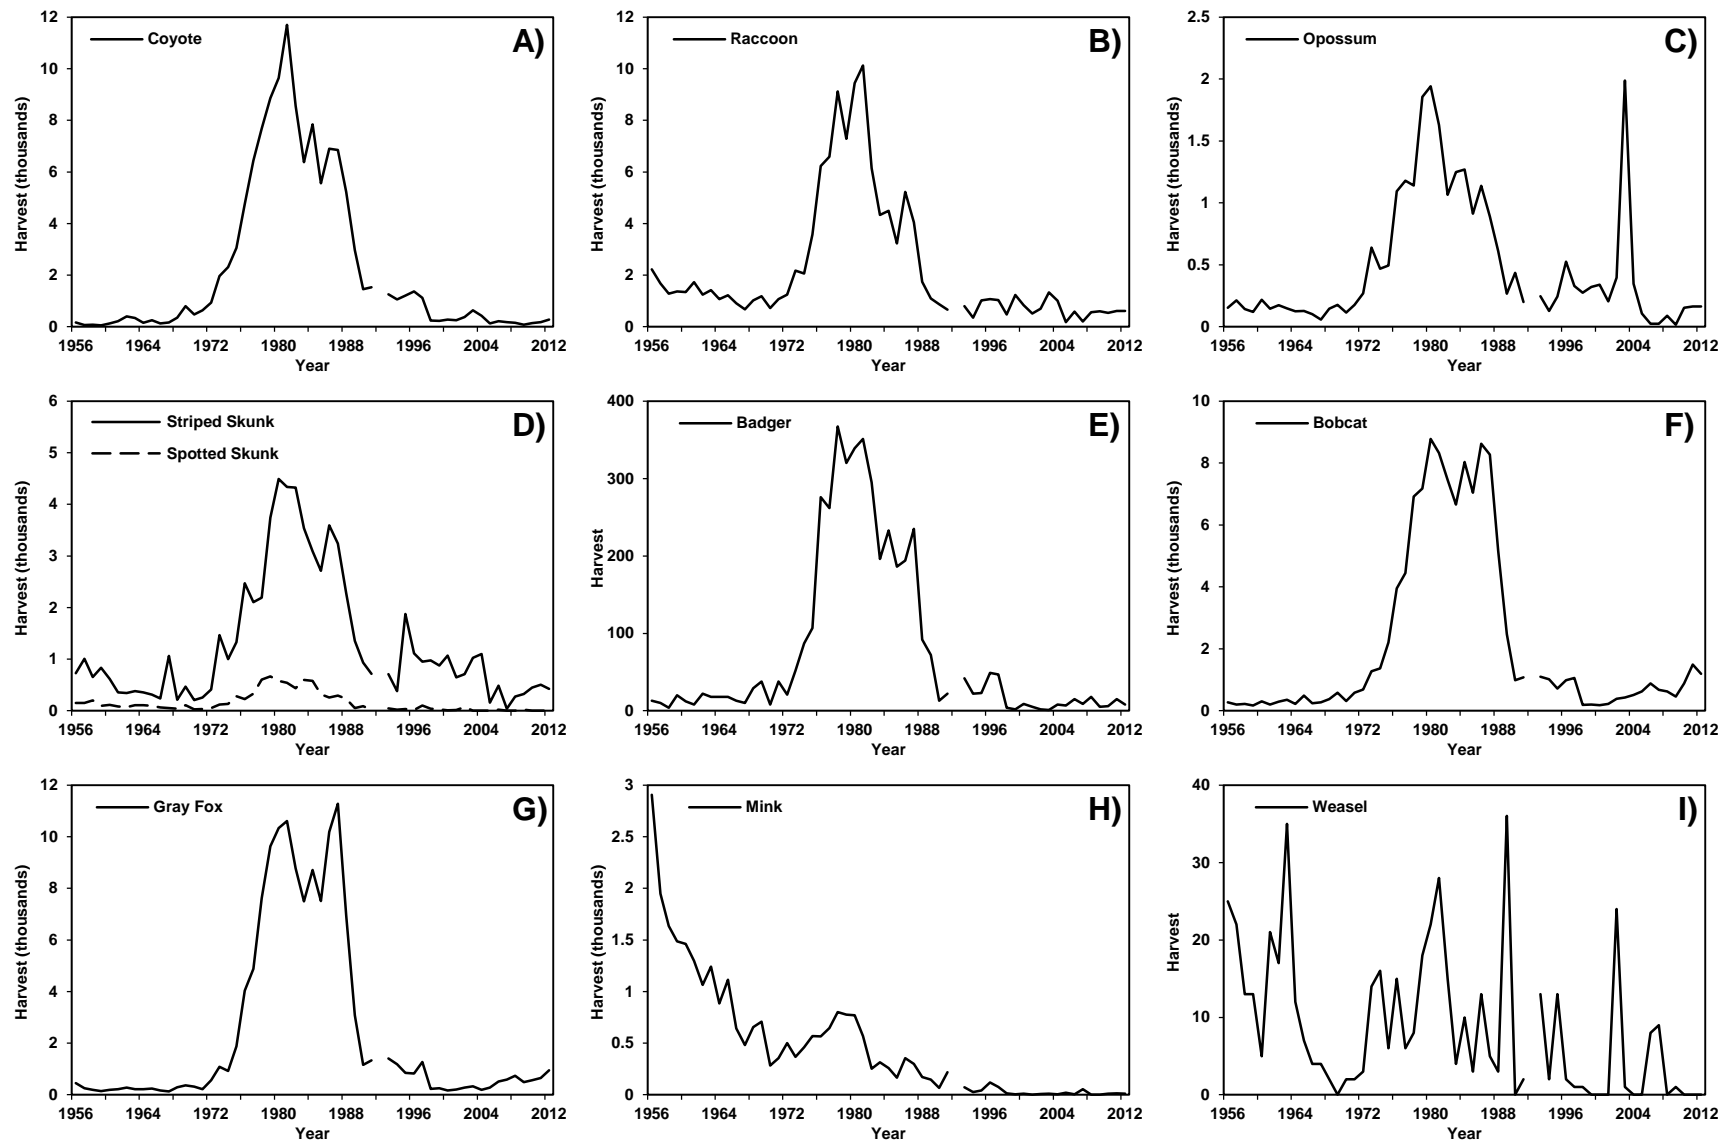 A)
Coyote
Harvest (thousands)
12
10
8
6
4
2
0
1956 1964 1972 1980 1988 1996 2004 2012
Year
B)
Raccoon
Harvest (thousands)
12
10
8
6
4
2
0
1956 1964 1972 1980 1988 1996 2004 2012
Year
C)
Opossum
Harvest (thousands)
2.5
2
1.5
1
0.5
0
1956 1964 1972 1980 1988 1996 2004 2012
Year
D)
Striped Skunk
Spotted Skunk
Harvest (thousands)
6
5
4
3
2
1
0
1956 1964 1972 1980 1988 1996 2004 2012
Year
E)
Badger
Harvest
400
300
200
100
0
1956 1964 1972 1980 1988 1996 2004 2012
Year
F)
Bobcat
Harvest (thousands)
10
8
6
4
2
0
1956 1964 1972 1980 1988 1996 2004 2012
Year
G)
Gray Fox
Harvest (thousands)
12
10
8
6
4
2
0
1956 1964 1972 1980 1988 1996 2004 2012
Year
H)
Mink
Harvest (thousands)
3
2.5
2
1.5
1
0.5
0
1956 1964 1972 1980 1988 1996 2004 2012
Year
I)
Weasel
Harvest
40
30
20
10
0
1956 1964 1972 1980 1988 1996 2004 2012
Year